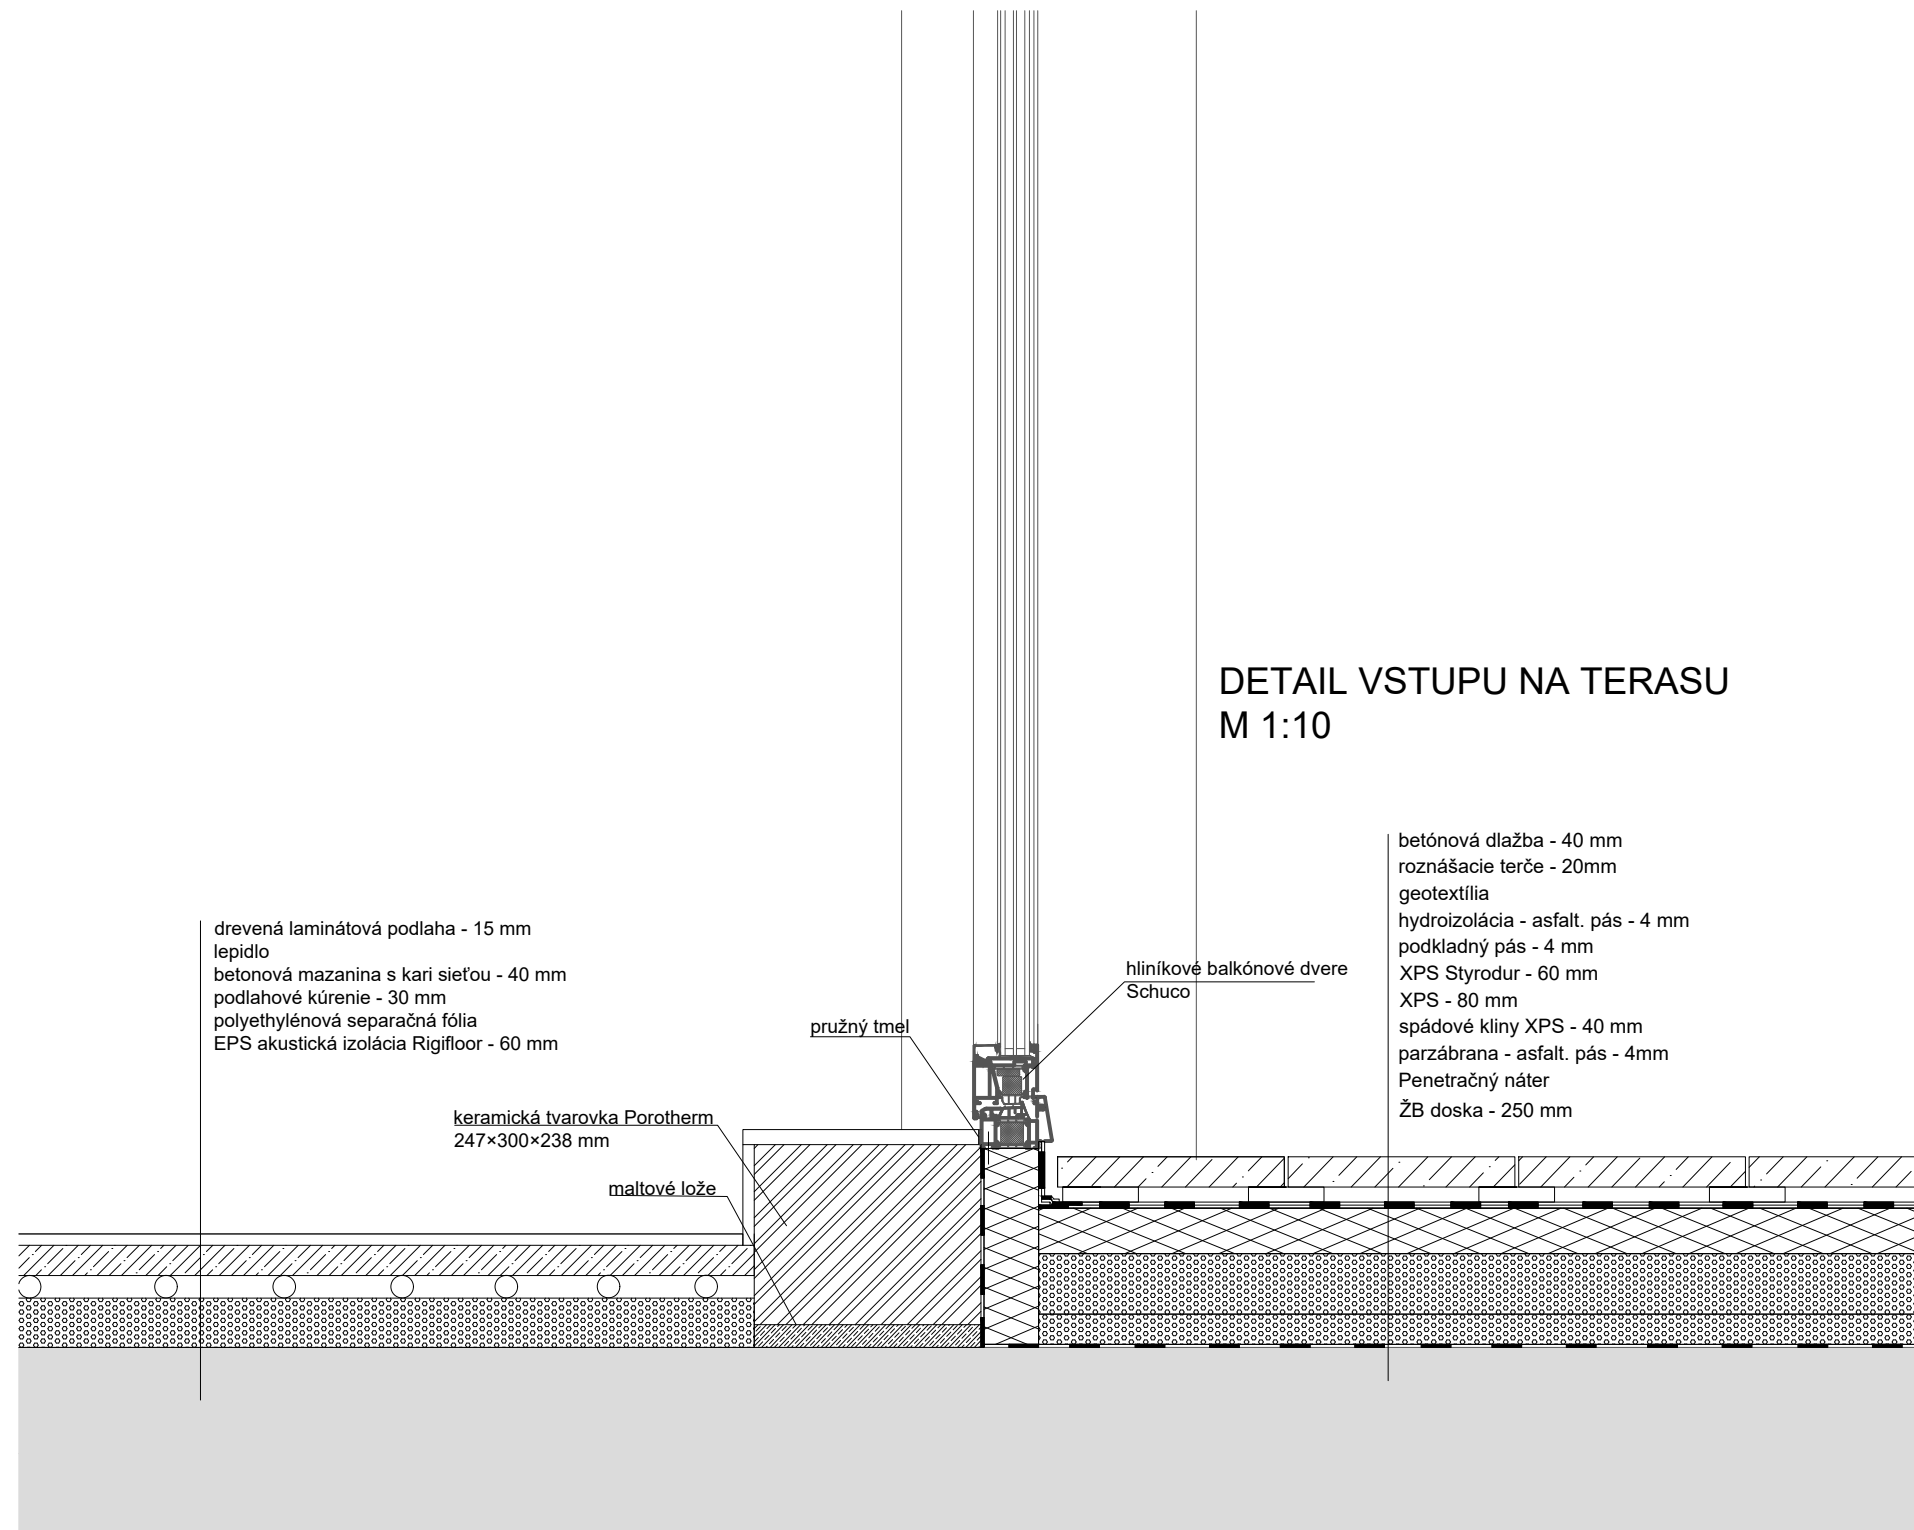 DETAIL VSTUPU NA TERASU
M 1:10
betónová dlažba - 40 mm
roznášacie terče - 20mm
geotextília
hydroizolácia - asfalt. pás - 4 mm
podkladný pás - 4 mm
XPS Styrodur - 60 mm
XPS - 80 mm
spádové kliny XPS - 40 mm
parzábrana - asfalt. pás - 4mm
Penetračný náter
ŽB doska - 250 mm
drevená laminátová podlaha - 15 mm
lepidlo
betonová mazanina s kari sieťou - 40 mm
podlahové kúrenie - 30 mm
polyethylénová separačná fólia
EPS akustická izolácia Rigifloor - 60 mm
hliníkové balkónové dvere
Schuco
pružný tmel
keramická tvarovka Porotherm
247×300×238 mm
maltové lože